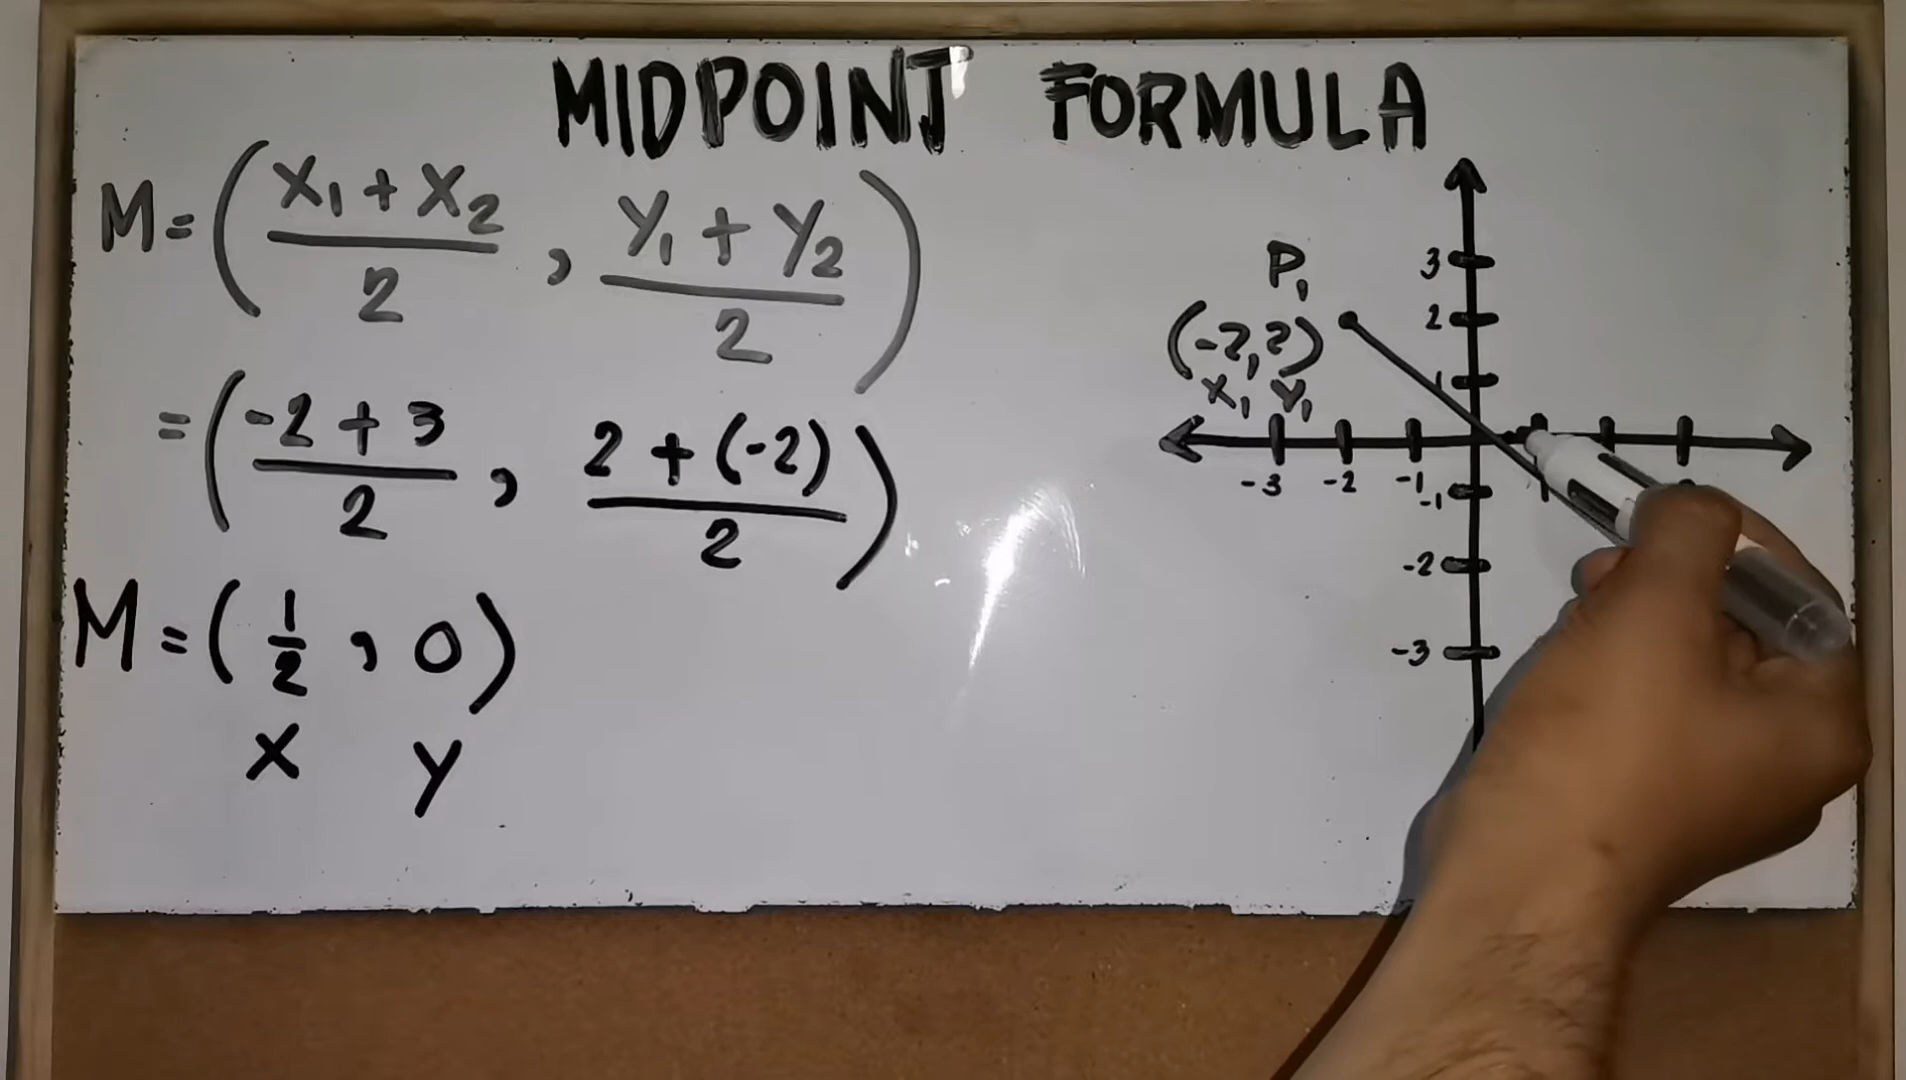 MIDPOINT FORMULA
M = ( X₁ + X₂ / 2 , Y₁ + Y₂ / 2 )
= ( -2 + 3 / 2 , 2 + (-2) / 2 )
M = ( 1/2 , 0 )
X Y
P₁
(-2, 2)
X₁ Y₁
3
2
1
-3 -2 -1
-1
-2
-3